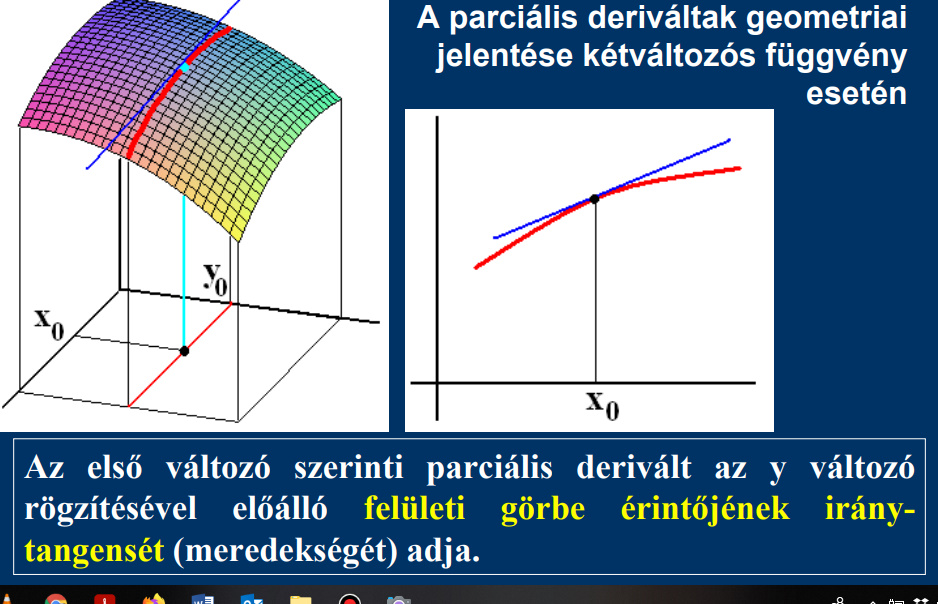 A parciális deriváltak geometriai
jelentése kétváltozós függvény
esetén
y0
x0
x0
Az első változó szerinti parciális derivált az y változó
rögzítésével előálló felületi görbe érintőjének irány-
tangensét (meredekségét) adja.